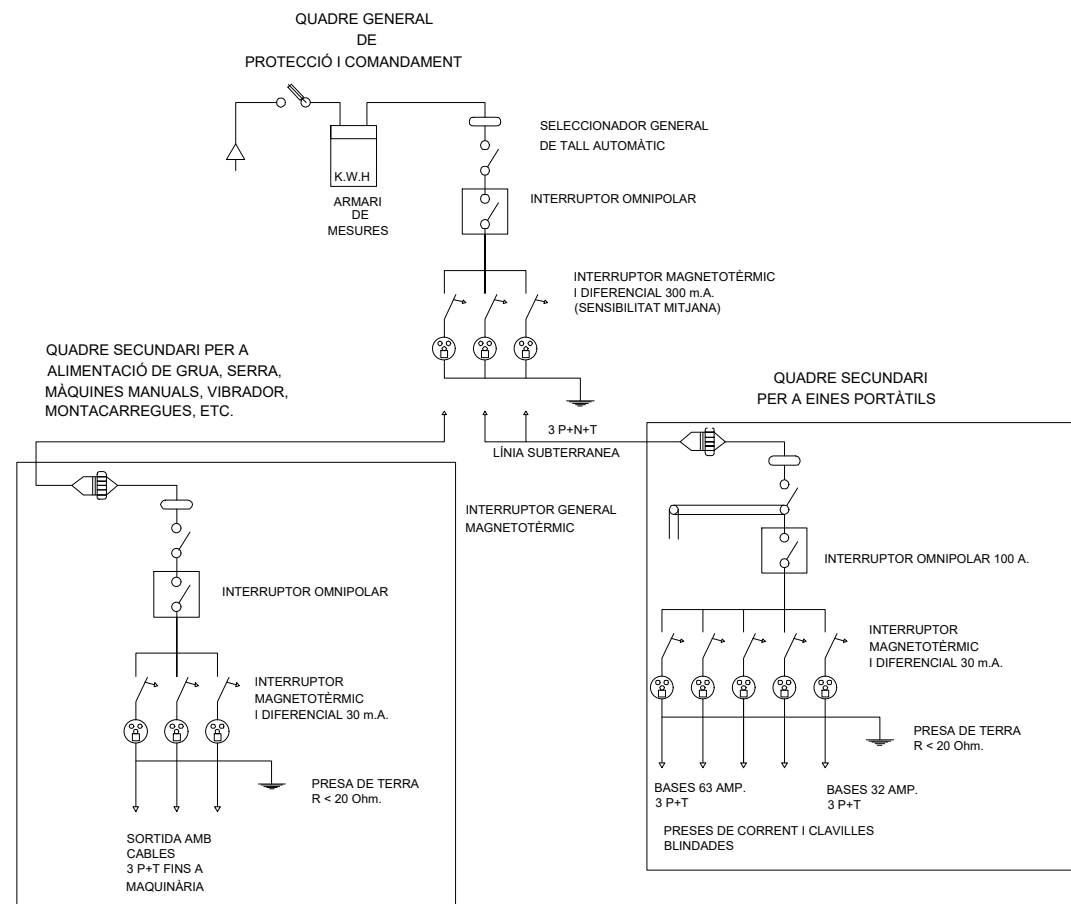 QUADRE GENERAL
DE
PROTECCIÓ I COMANDAMENT
SELECCIONADOR GENERAL
DE TALL AUTOMÀTIC
K.W.H
ARMARI
DE
MESURES
INTERRUPTOR OMNIPOLAR
INTERRUPTOR MAGNETOTÈRMIC
I DIFERENCIAL 300 m.A.
(SENSIBILITAT MITJANA)
QUADRE SECUNDARI PER A
ALIMENTACIÓ DE GRUA, SERRA,
MÀQUINES MANUALS, VIBRADOR,
MONTACARREGUES, ETC.
QUADRE SECUNDARI
PER A EINES PORTÀTILS
3 P+N+T
LÍNIA SUBTERRANEA
INTERRUPTOR GENERAL
MAGNETOTÈRMIC
INTERRUPTOR OMNIPOLAR
INTERRUPTOR
MAGNETOTÈRMIC
I DIFERENCIAL 30 m.A.
PRESA DE TERRA
R < 20 Ohm.
SORTIDA AMB
CABLES
3 P+T FINS A
MAQUINÀRIA
INTERRUPTOR OMNIPOLAR 100 A.
INTERRUPTOR
MAGNETOTÈRMIC
I DIFERENCIAL 30 m.A.
PRESA DE TERRA
R < 20 Ohm.
BASES 63 AMP.
3 P+T
BASES 32 AMP.
3 P+T
PRESES DE CORRENT I CLAVILLES
BLINDADES